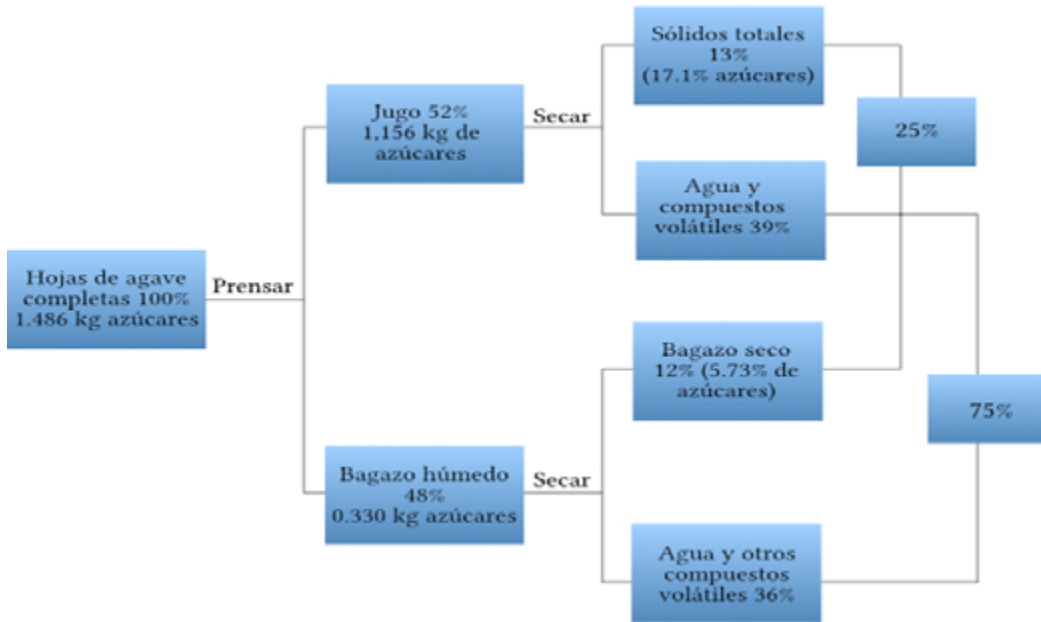 Hojas de agave
completas 100%
1.486 kg azúcares
Prensar
Jugo 52%
1,156 kg de
azúcares
Secar
Sólidos totales
13%
(17.1% azúcares)
Agua y
compuestos
volátiles 39%
25%
Bagazo húmedo
48%
0.330 kg azúcares
Secar
Bagazo seco
12% (5.73% de
azúcares)
Agua y otros
compuestos
volátiles 36%
75%